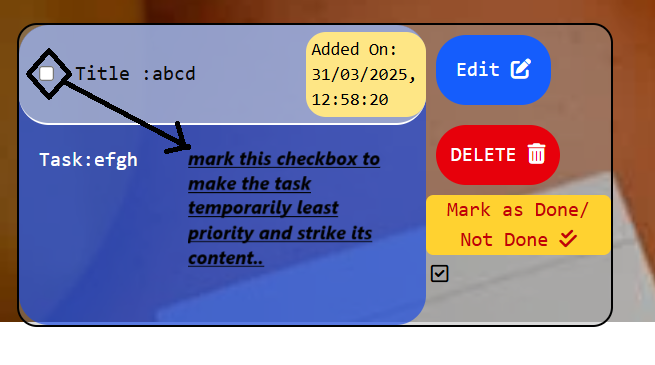 Title :abcd
Added On:
31/03/2025,
12:58:20
Edit
Task:efgh
mark this checkbox to
make the task
temporarily least
priority and strike its
content..
DELETE
Mark as Done/
Not Done